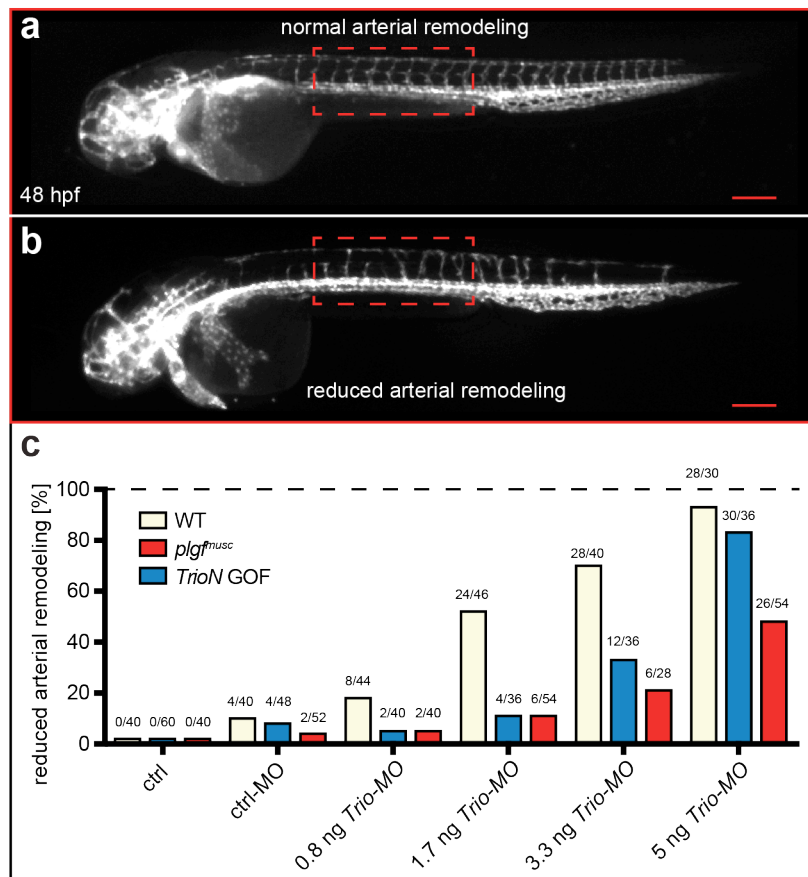 a
normal arterial remodeling
48 hpf
b
reduced arterial remodeling
c
reduced arterial remodeling [%]
100
80
60
40
20
0
WT
plgfmusc
TrioN GOF
0/40 0/60 0/40
4/40 4/48 2/52
8/44 2/40 2/40
24/46 4/36 6/54
28/40 12/36 6/28
28/30 30/36 26/54
ctrl
ctrl-MO
0.8 ng Trio-MO
1.7 ng Trio-MO
3.3 ng Trio-MO
5 ng Trio-MO